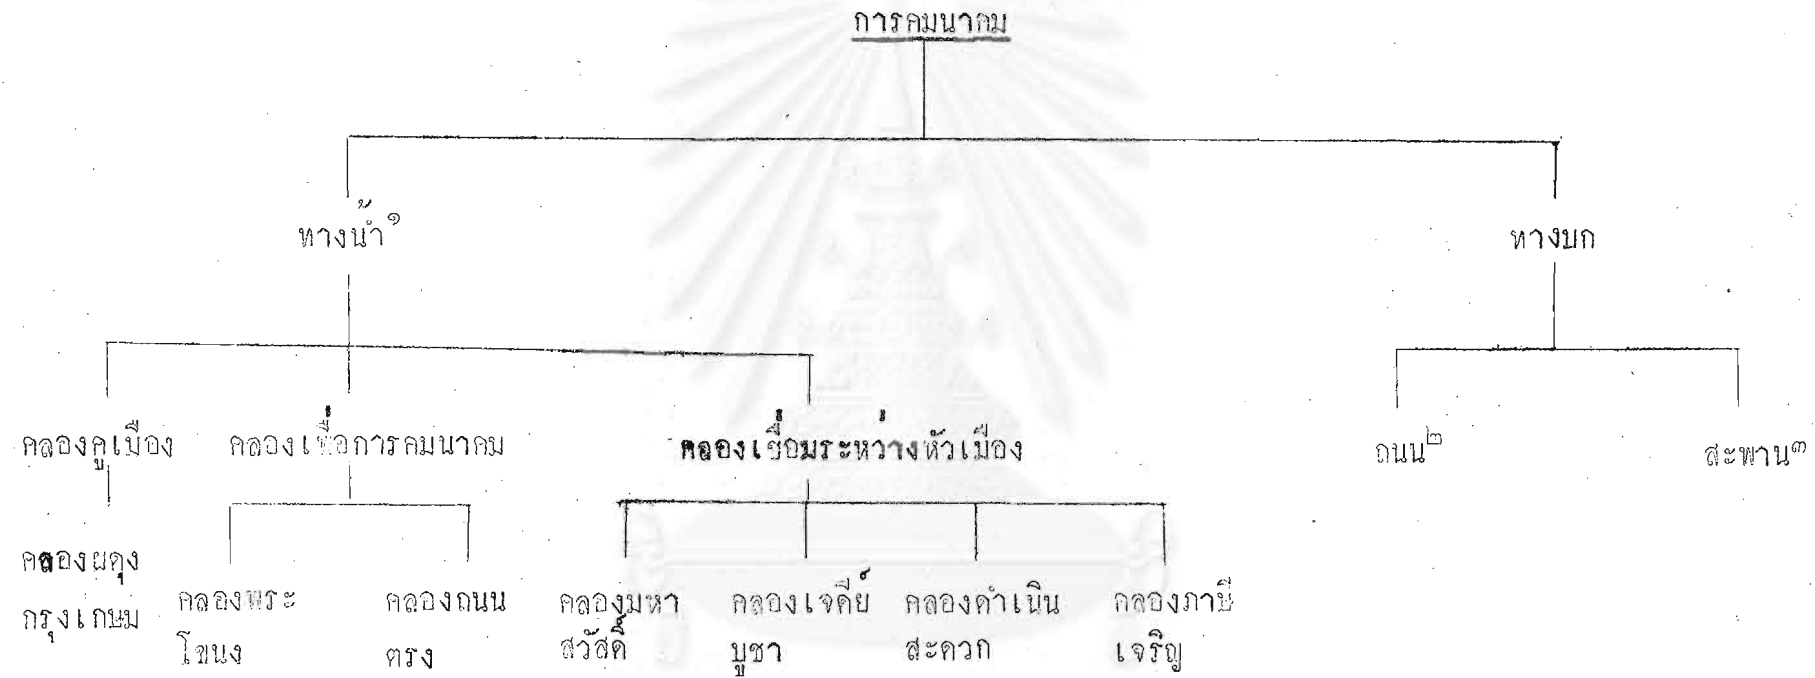 การคมนาคม
ทางน้ำ๑
ทางบก
คลองคูเมือง
คลองเพื่อการคมนาคม
คลองเชื่อมระหว่างหัวเมือง
ถนน๒
สะพาน๓
คลองผดุง
กรุงเกษม
คลองพระ
โขนง
คลองถนน
ตรง
คลองมหา
สวัสดิ์
คลองเจดีย์
บูชา
คลองดำเนิน
สะดวก
คลองภาษี
เจริญ